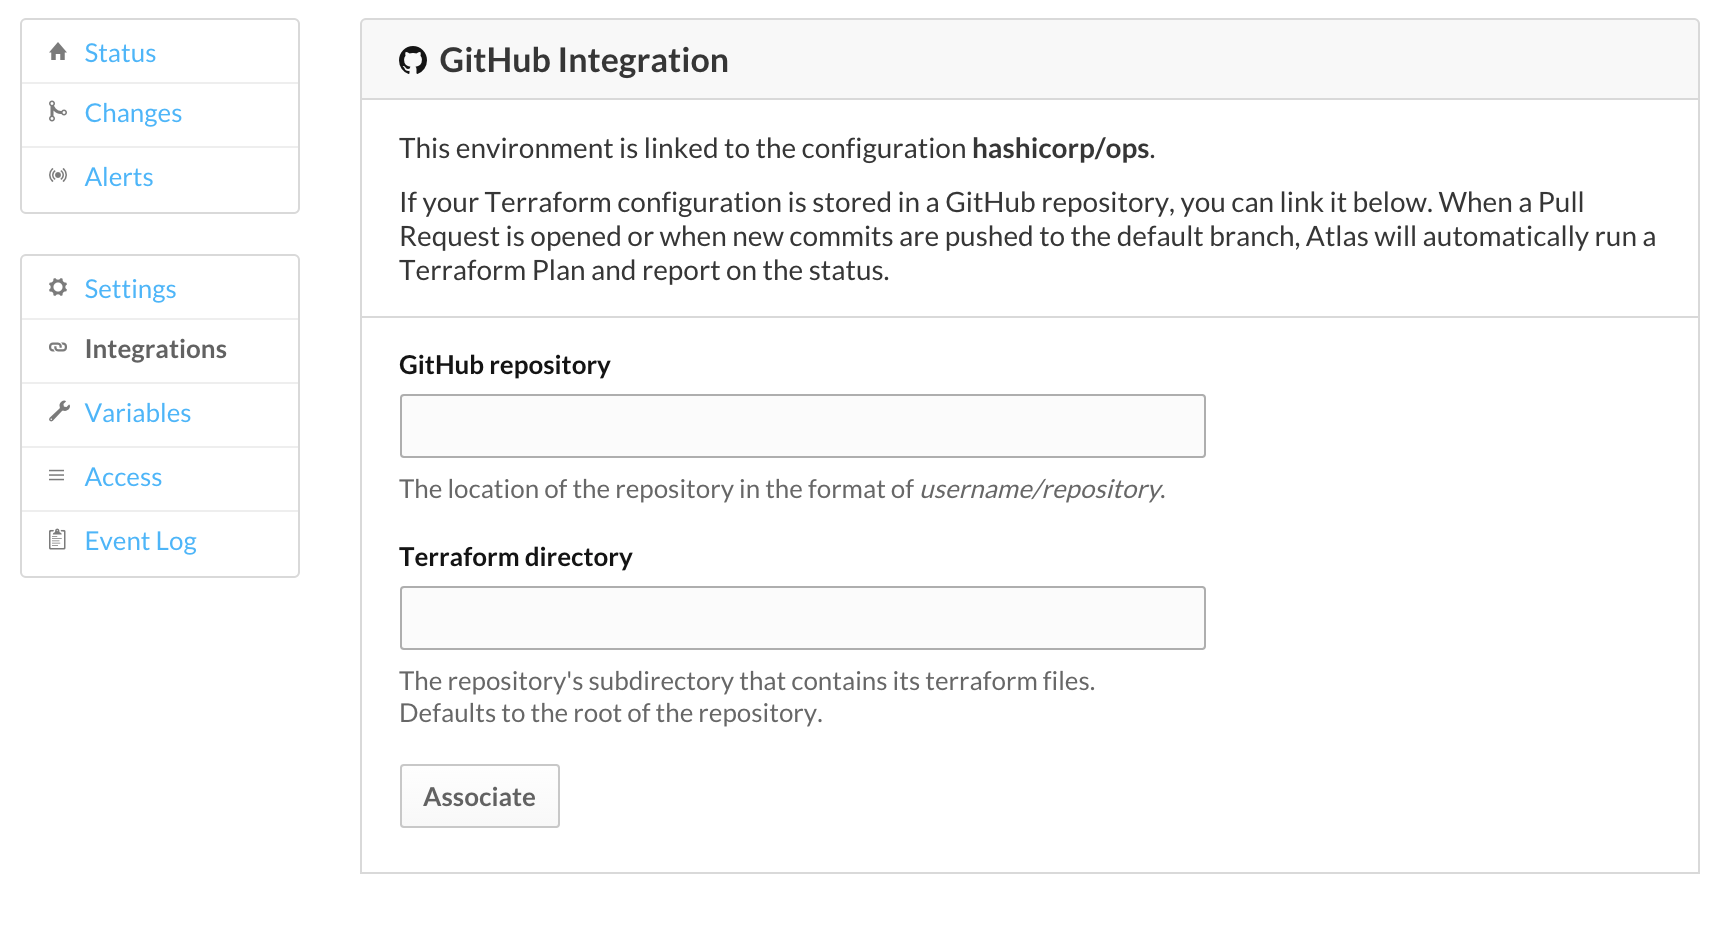 Status
Changes
Alerts
Settings
Integrations
Variables
Access
Event Log
GitHub Integration
This environment is linked to the configuration hashicorp/ops.
If your Terraform configuration is stored in a GitHub repository, you can link it below. When a Pull
Request is opened or when new commits are pushed to the default branch, Atlas will automatically run a
Terraform Plan and report on the status.
GitHub repository
The location of the repository in the format of username/repository.
Terraform directory
The repository's subdirectory that contains its terraform files.
Defaults to the root of the repository.
Associate